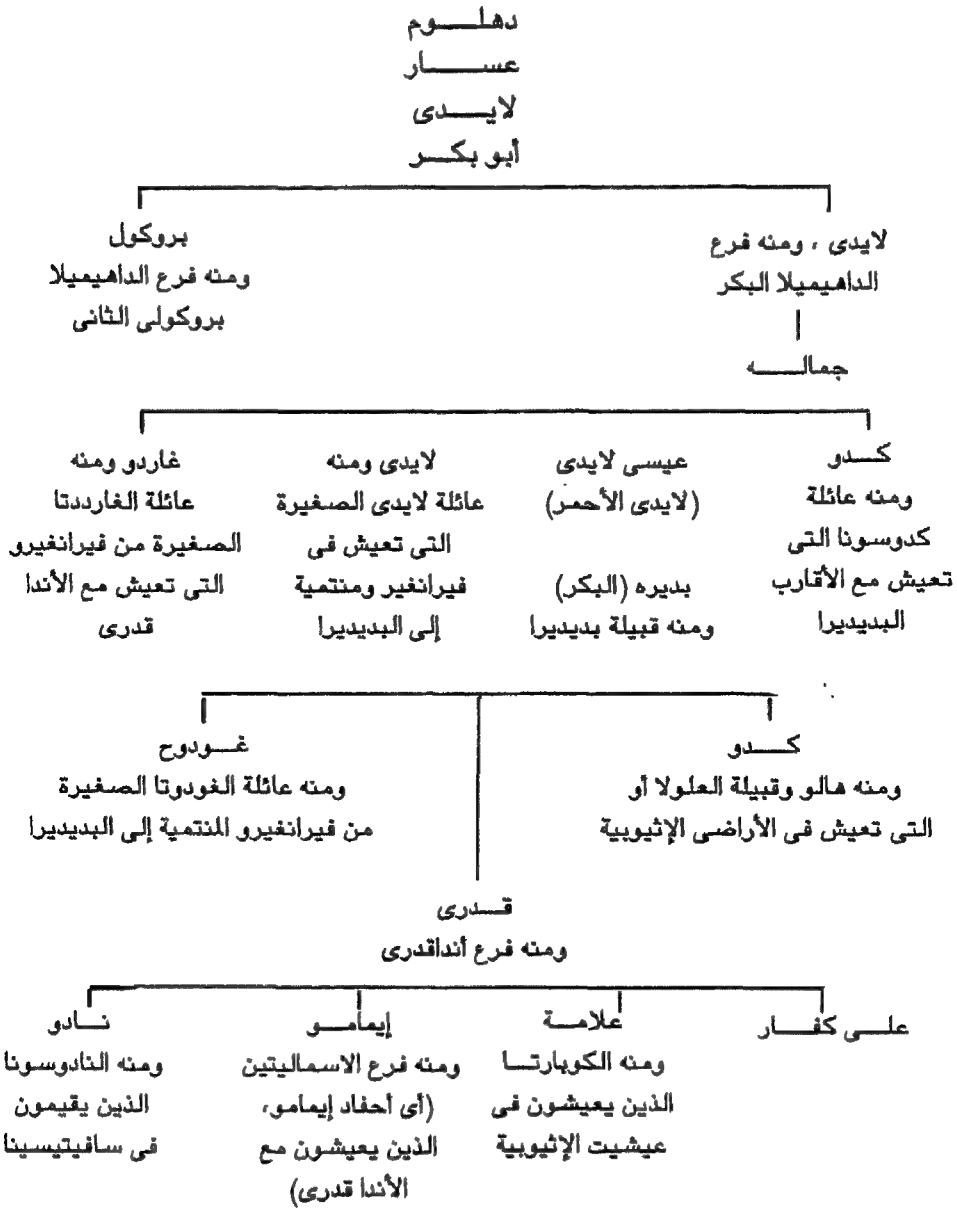 دهلوم
عسار
لايدى
أبو بكر
لايدى ، ومنه فرع
الداهيميلا البكر
بروكول
ومنه فرع الداهيميلا
بروكولى الثانى
جماله
كدو
ومنه عائلة
كدوسونا التى
تعيش مع الأقارب
البديديرا
عيسى لايدى
(لايدى الأحمر)
بديره (البكر)
ومنه قبيلة بديديرا
لايدى ومنه
عائلة لايدى الصغيرة
التى تعيش فى
فيرانغير ومنتمية
إلى البديديرا
غاردو ومنه
عائلة الغارددتا
الصغيرة من فيرانغيرو
التى تعيش مع الأندا
قدرى
كدو
ومنه هالو وقبيلة العلولا أو
التى تعيش فى الأراضى الإثيوبية
غودوح
ومنه عائلة الغودوتا الصغيرة
من فيرانغيرو المنتمية إلى البديديرا
قدرى
ومنه فرع أنداقدرى
على كفار
علامة
ومنه الكوبارتا
الذين يعيشون فى
عيشيت الإثيوبية
إيمامو
ومنه فرع الاسماليتين
(أى أحفاد إيمامو،
الذين يعيشون مع
الأندا قدرى)
نادو
ومنه النادوسونا
الذين يقيمون
فى سافيتيسينا